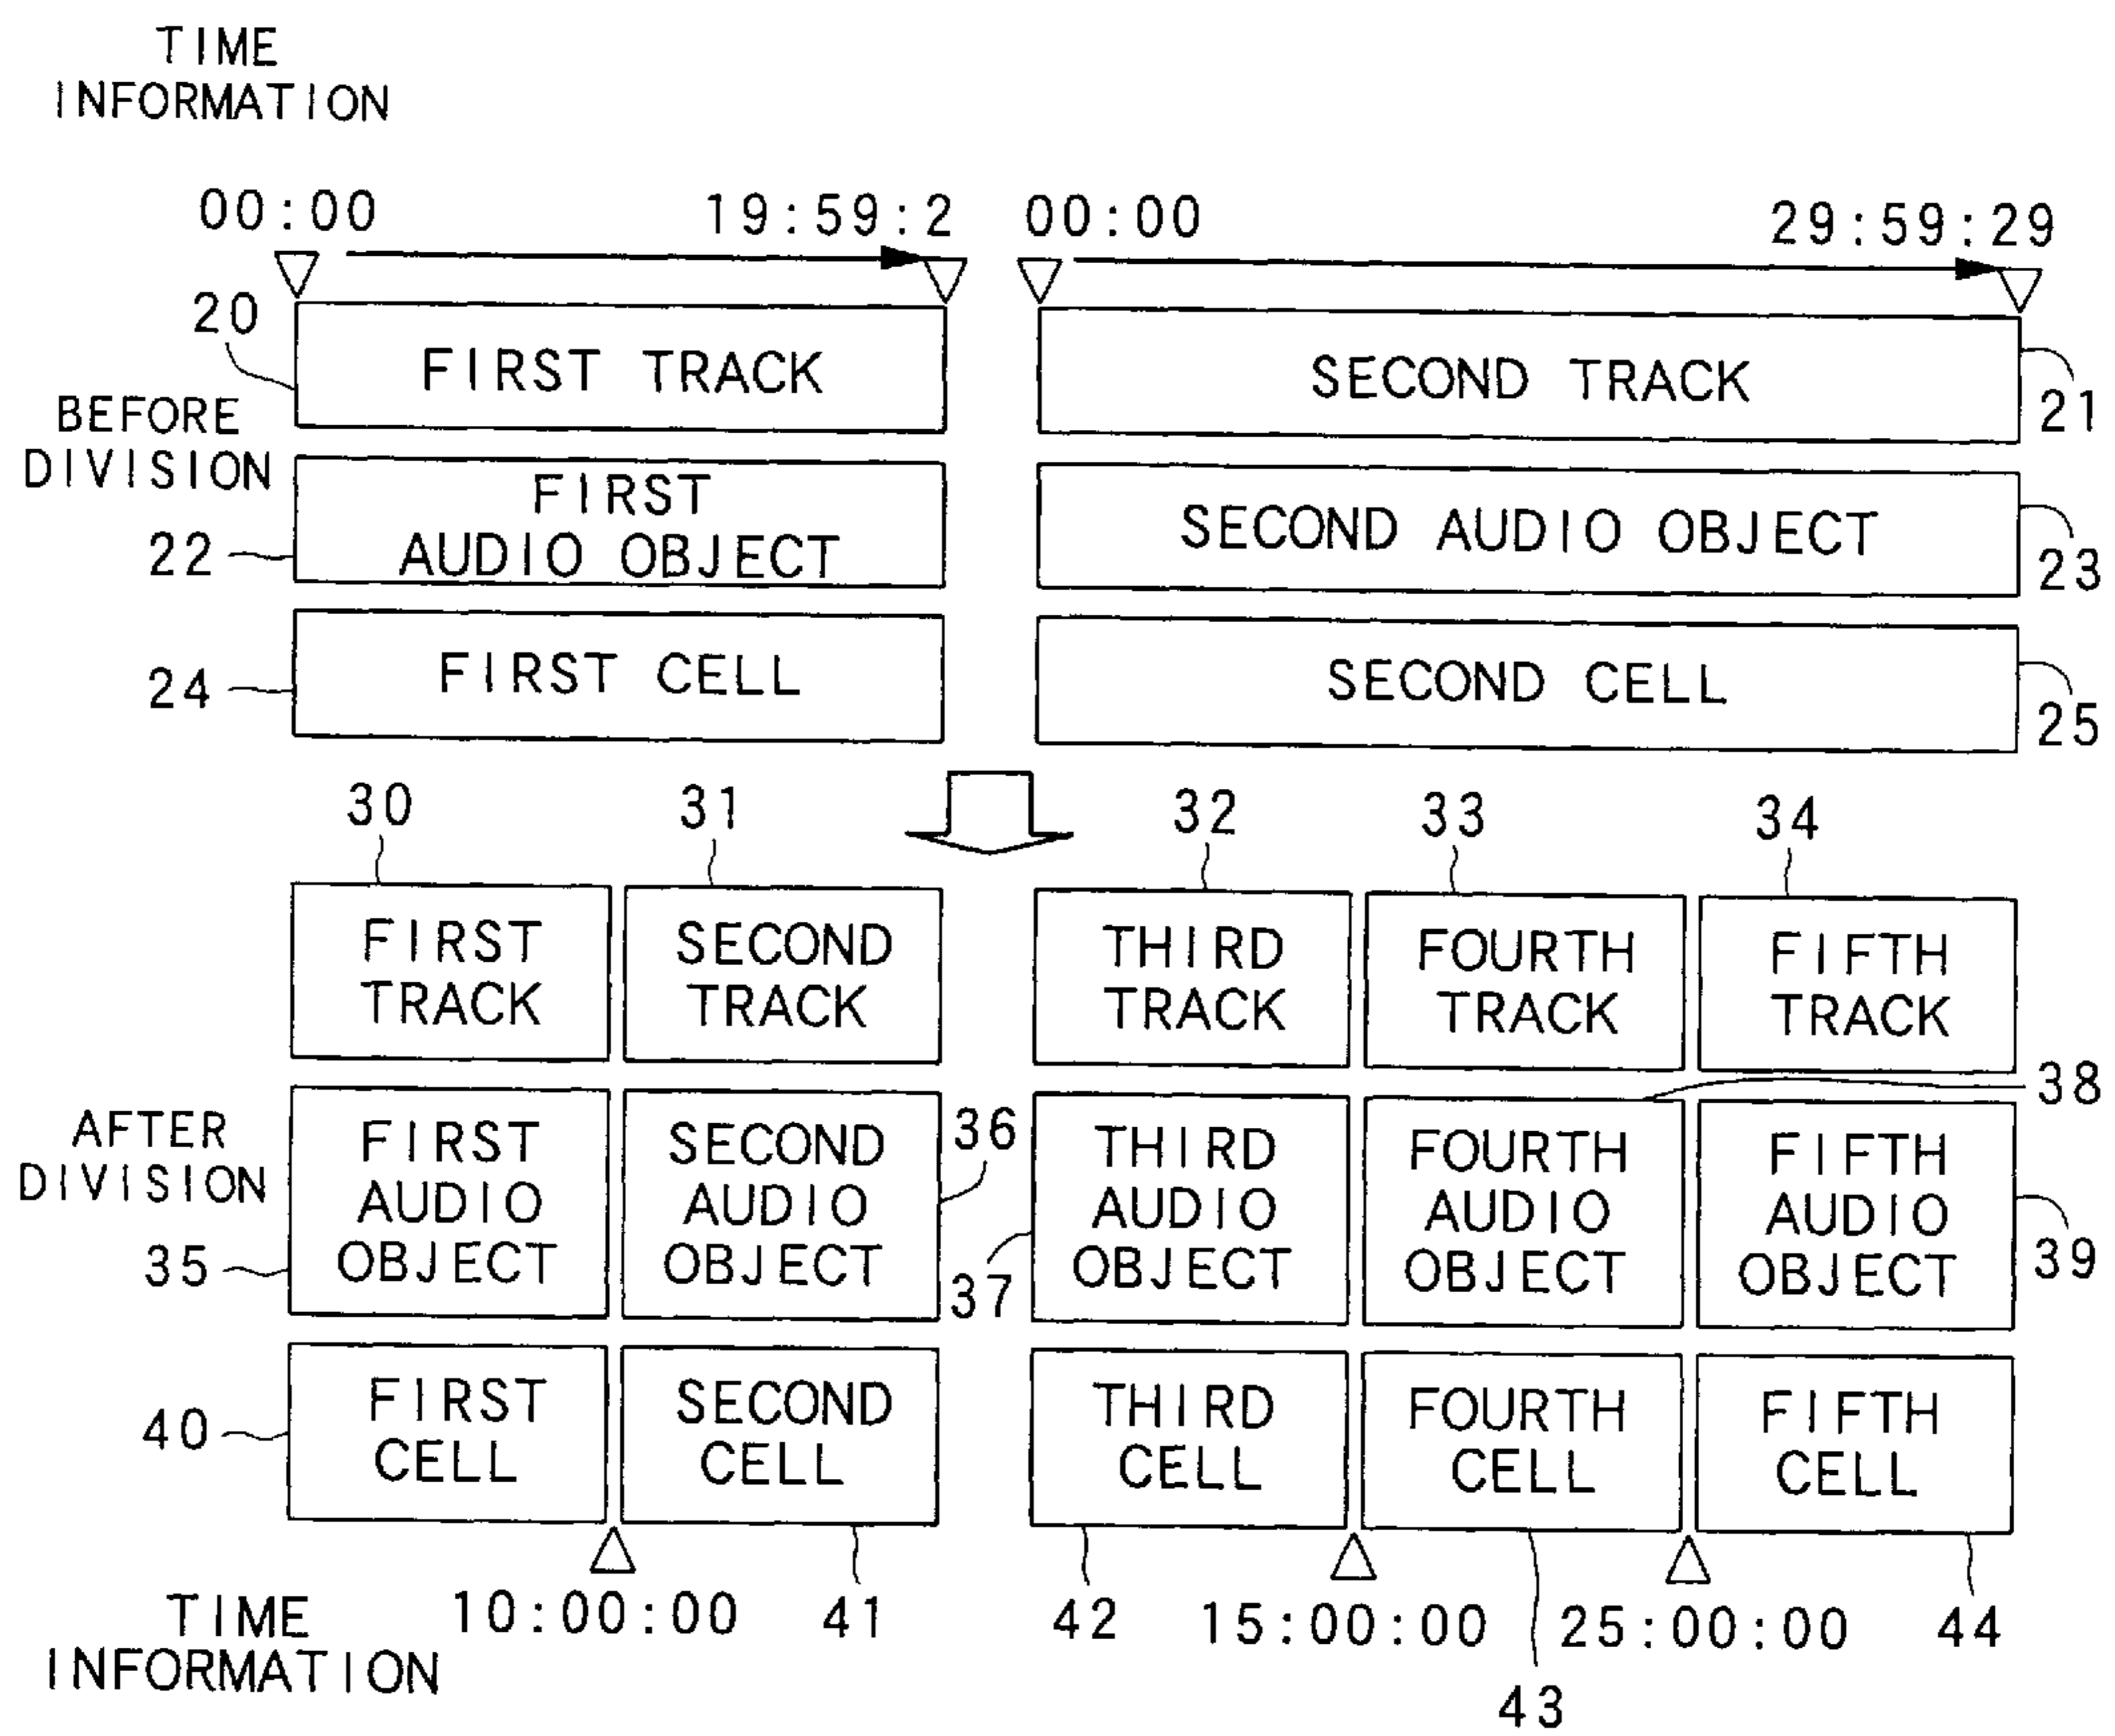 TIME
INFORMATION
00:00 19:59:2 00:00 29:59:29
20
FIRST TRACK SECOND TRACK
21
BEFORE
DIVISION
FIRST
AUDIO OBJECT
SECOND AUDIO OBJECT
22
23
FIRST CELL SECOND CELL
24
25
30 31 32 33 34
FIRST
TRACK
SECOND
TRACK
THIRD
TRACK
FOURTH
TRACK
FIFTH
TRACK
38
AFTER
DIVISION
FIRST
AUDIO
OBJECT
SECOND
AUDIO
OBJECT
36
THIRD
AUDIO
OBJECT
FOURTH
AUDIO
OBJECT
FIFTH
AUDIO
OBJECT
35
37
39
40
FIRST
CELL
SECOND
CELL
THIRD
CELL
FOURTH
CELL
FIFTH
CELL
TIME
INFORMATION
10:00:00 41 42 15:00:00 25:00:00 44
43